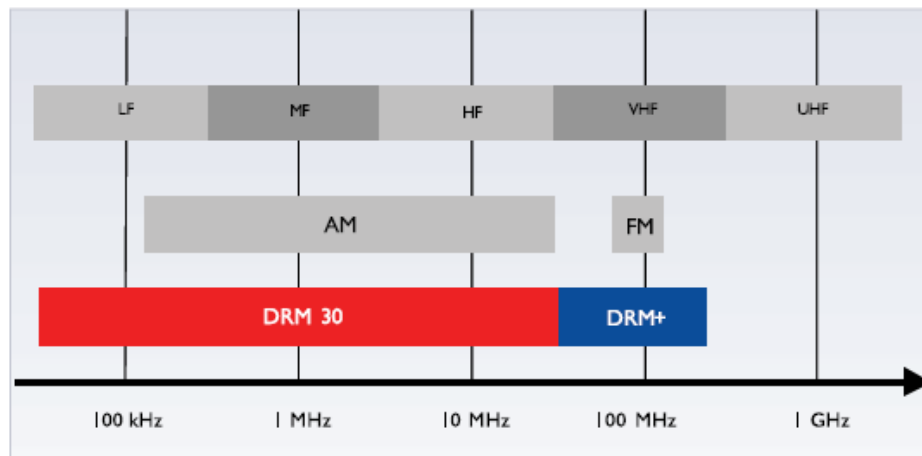 LF MF HF VHF UHF
AM FM
DRM 30 DRM+
100 kHz 1 MHz 10 MHz 100 MHz 1 GHz